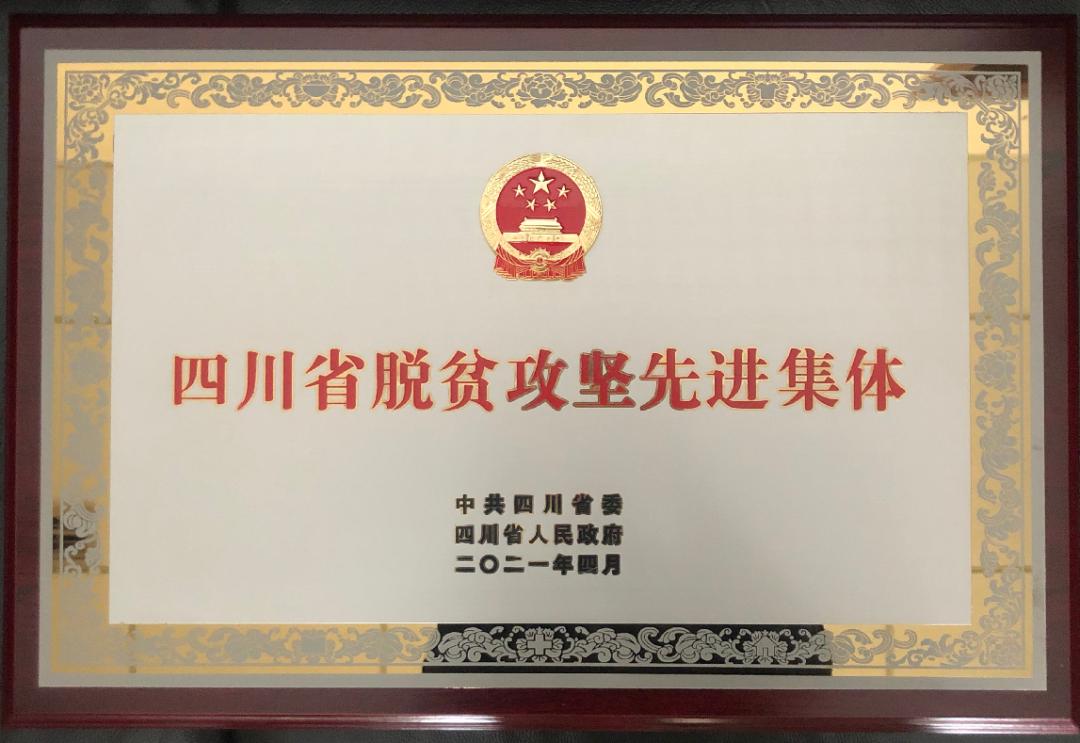 四川省脱贫攻坚先进集体
中共四川省委
四川省人民政府
二〇二一年四月